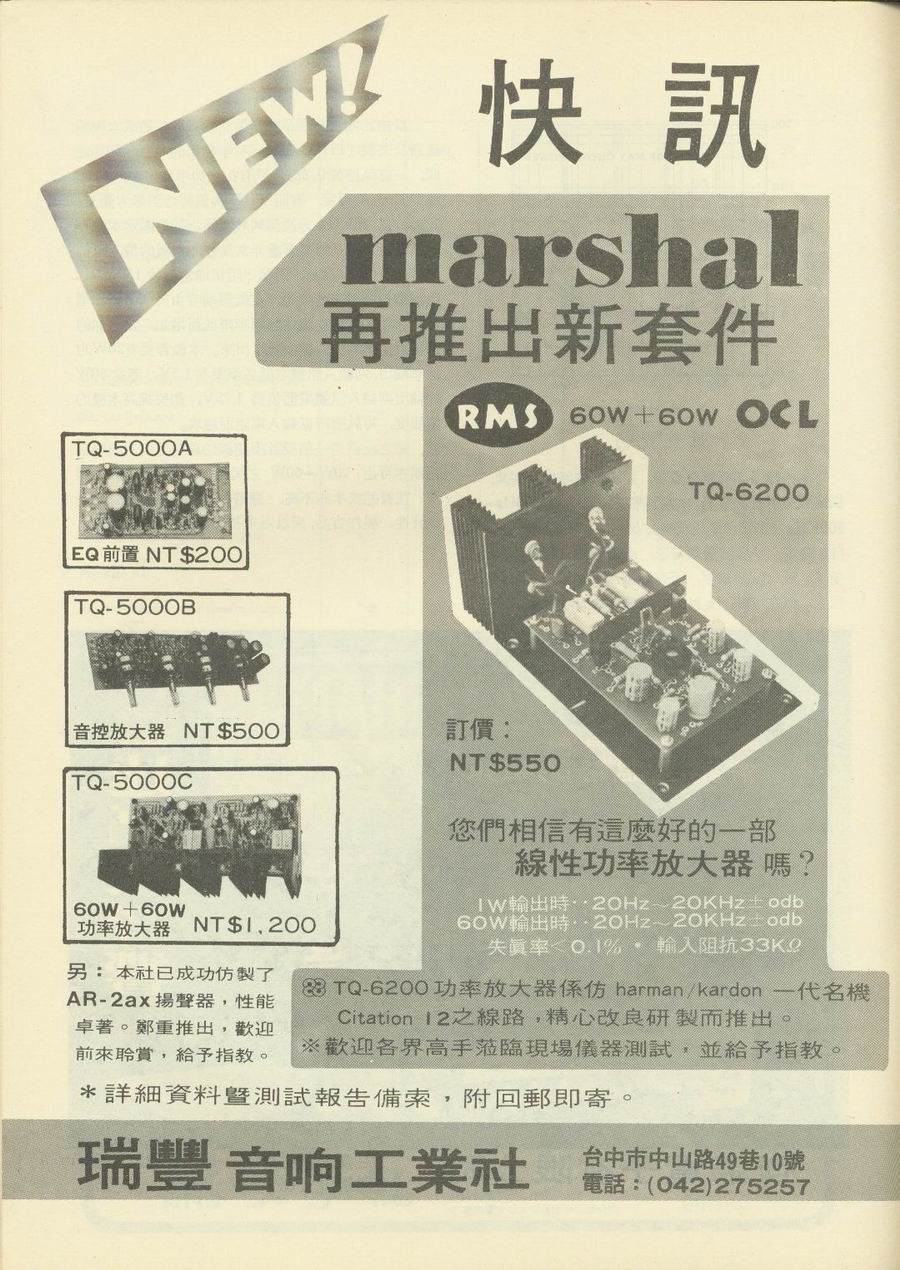 NEW!
快訊
marshal
再推出新套件
RMS 60W+60W OCL
TQ-6200
訂價：
NT$550
您們相信有這麼好的一部
線性功率放大器嗎？
1W輸出時··20Hz~20KHz±odb
60W輸出時··20Hz~20KHz±odb
失眞率<0.1%·輸入阻抗33KΩ
TQ-5000A
EQ前置 NT$200
TQ-5000B
音控放大器 NT$500
TQ-5000C
60W+60W
功率放大器 NT$1,200
另：本社已成功仿製了
AR-2ax揚聲器，性能
卓著。鄭重推出，歡迎
前來聆賞，給予指教。
TQ-6200功率放大器係仿 harman/kardon 一代名機
Citation 12之線路，精心改良研製而推出。
※歡迎各界高手蒞臨現場儀器測試，並給予指教。
*詳細資料暨測試報告備索，附回郵即寄。
瑞豐音响工業社
台中市中山路49巷10號
電話：(042)275257